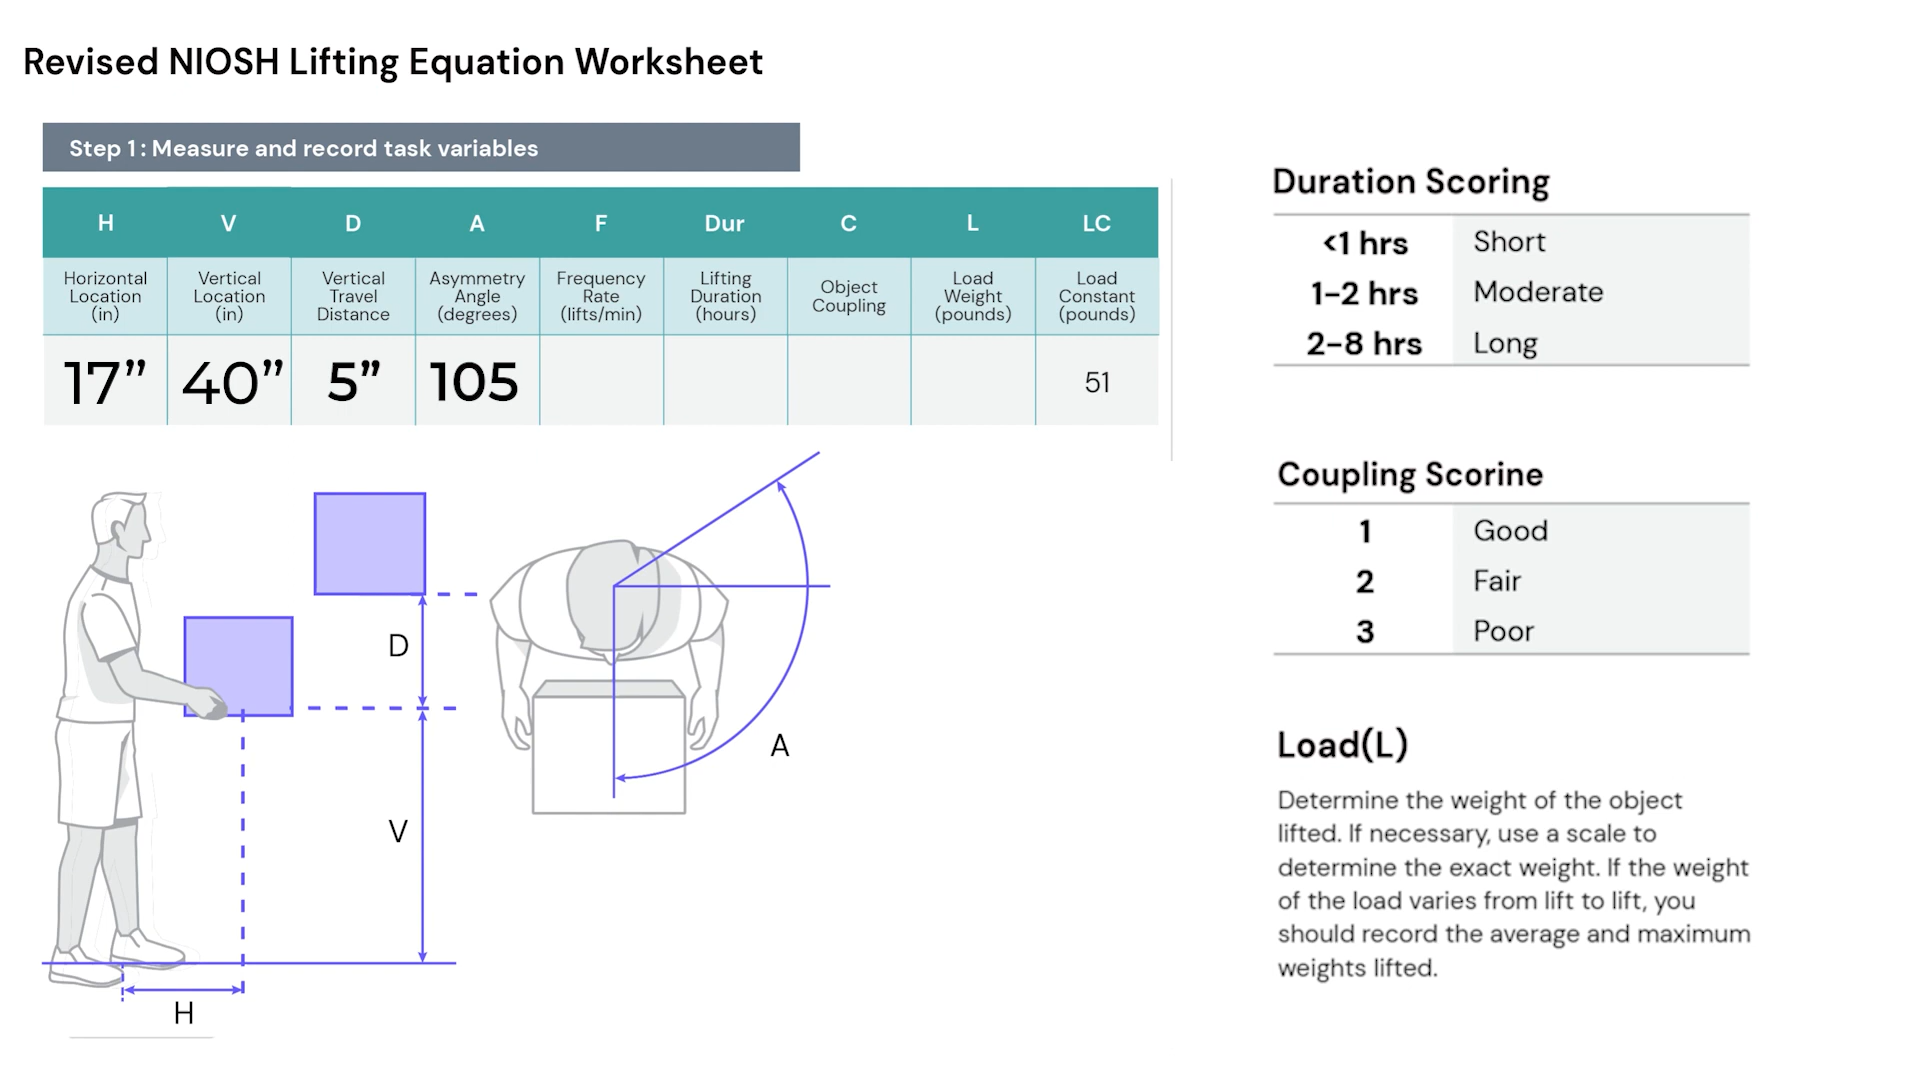 Revised NIOSH Lifting Equation Worksheet
Step 1: Measure and record task variables
H V D A F Dur C L LC
Horizontal Location (in)
Vertical Location (in)
Vertical Travel Distance
Asymmetry Angle (degrees)
Frequency Rate (lifts/min)
Lifting Duration (hours)
Object Coupling
Load Weight (pounds)
Load Constant (pounds)
17” 40” 5” 105 51
D
V
H
A
Duration Scoring
<1 hrs Short
1-2 hrs Moderate
2-8 hrs Long
Coupling Scorine
1 Good
2 Fair
3 Poor
Load(L)
Determine the weight of the object
lifted. If necessary, use a scale to
determine the exact weight. If the weight
of the load varies from lift to lift, you
should record the average and maximum
weights lifted.